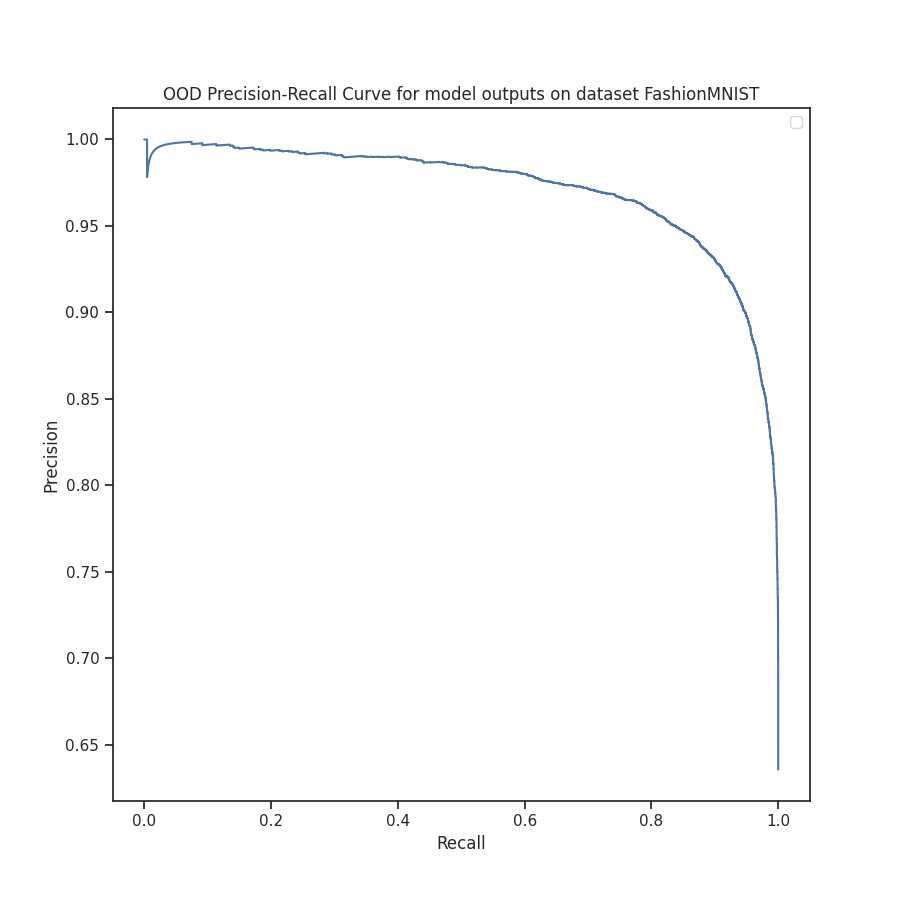 OOD Precision-Recall Curve for model outputs on dataset FashionMNIST
1.00
0.95
0.90
0.85
0.80
0.75
0.70
0.65
Precision
0.0 0.2 0.4 0.6 0.8 1.0
Recall